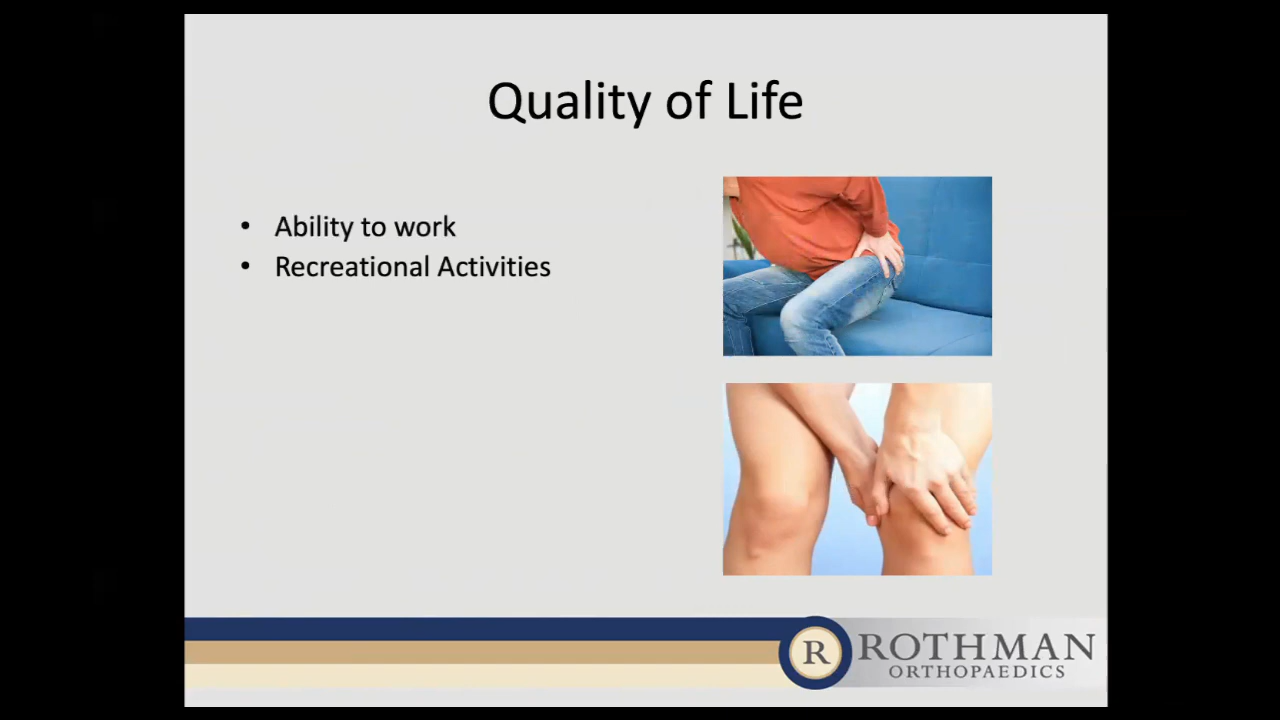 Quality of Life
• Ability to work
• Recreational Activities
R ROTHMAN
ORTHOPAEDICS